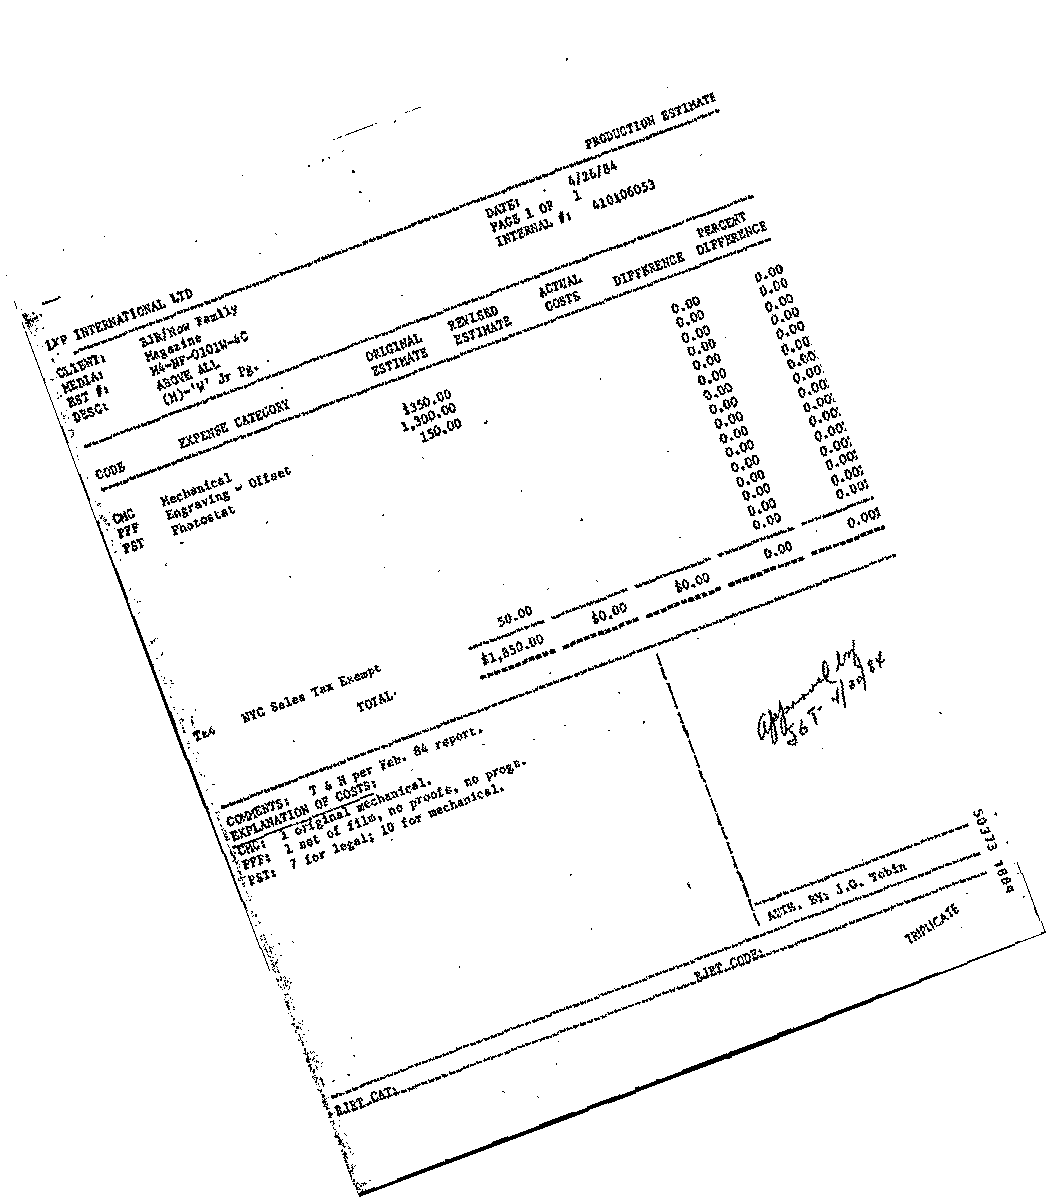 PRODUCTION ESTIMATE
INTERNATIONAL LTD
DATE: 4/26/84
PAGE 1 OF 1
INTERNAL #: 410106053
CLIENT: RJR/Now Family
MEDIA: Magazine
EST #: M4-NF-0101W-4C
DESC: ABOVE ALL
(M)-'W' Jr Pg.
CODE EXPENSE CATEGORY ORIGINAL ESTIMATE REVISED ESTIMATE ACTUAL COSTS DIFFERENCE PERCENT DIFFERENCE
CMC Mechanical $350.00 0.00 0.00
PFF Engraving - Offset 1,300.00 0.00 0.00
PST Photostat 150.00 0.00 0.00
0.00 0.00
0.00 0.00
0.00 0.00
0.00 0.00
0.00 0.00
0.00 0.00
0.00 0.00
0.00 0.00
0.00 0.00
0.00 0.00
0.00 0.00
0.00 0.00
0.00 0.00
Tax NYC Sales Tax Exempt 50.00
TOTAL $1,850.00 $0.00 $0.00 0.00 0.00%
Approved by
JGT 4/30/84
COMMENTS: T & N per Feb. 84 report.
EXPLANATION OF COSTS:
CMC: 1 original mechanical.
PFF: 1 set of film, no proofs, no progs.
PST: 7 for legal; 10 for mechanical.
AUTH. BY: J.G. Tobin
RJRT CAT: RJRT CODE:
TRIPLICATE
50373 7884